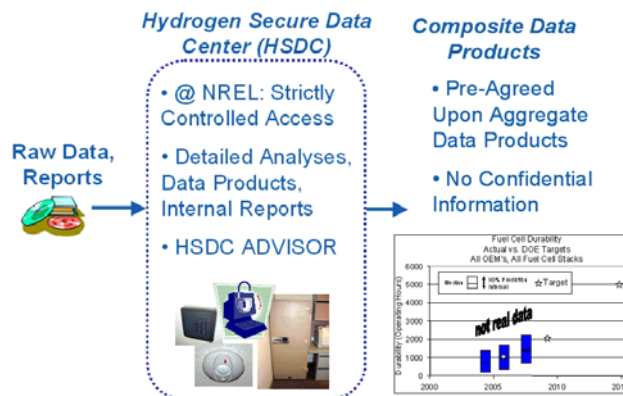 Hydrogen Secure Data
Center (HSDC)
• @ NREL: Strictly
Controlled Access
• Detailed Analyses,
Data Products,
Internal Reports
• HSDC ADVISOR
Raw Data,
Reports
Composite Data
Products
• Pre-Agreed
Upon Aggregate
Data Products
• No Confidential
Information
Fuel Cell Durability
Actual vs. DOE Targets
All OEM's, All Fuel Cell Stacks
Target
not real data
Durability (Operating Hours)
6000
5000
4000
3000
2000
1000
0
2000
2005
2010